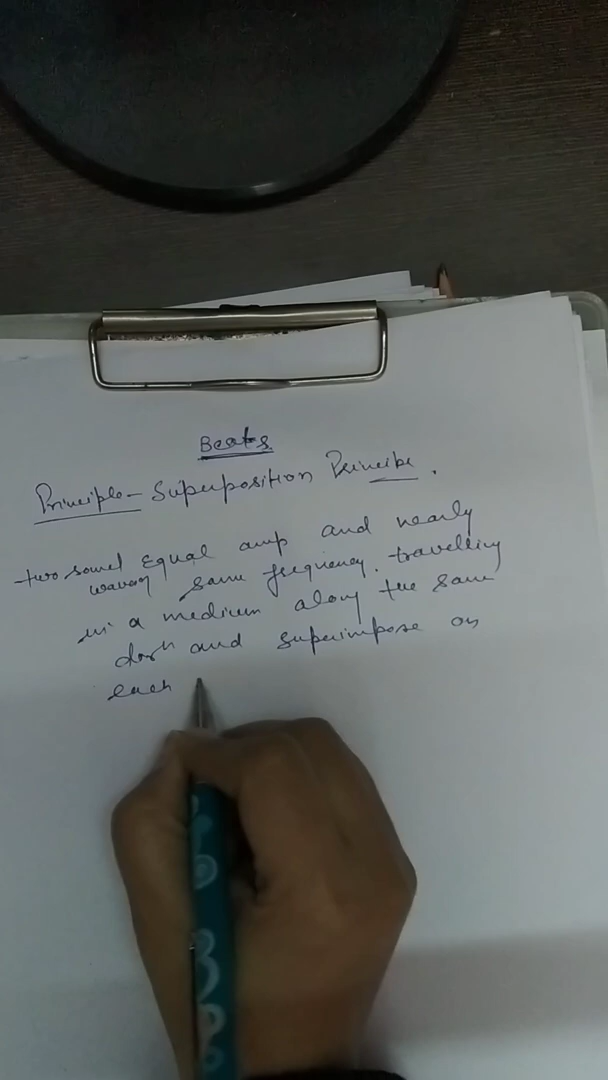 Beats
Principle - Superposition Principle.
two sound Equal amp and nearly
waves same frequency. travelling
in a medium along the same
dirⁿ and superimpose on
each